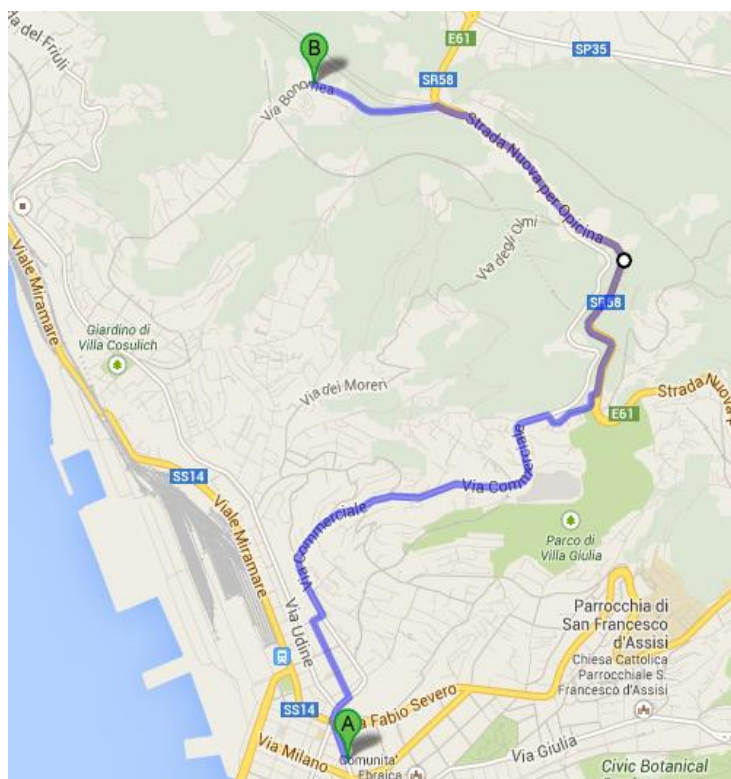 da del Friuli
E61
SP35
B
SR58
Via Bonomea
Strada Nuova per Opicina
Via degli Olmi
Viale Miramare
SR58
Giardino di
Villa Cosulich
Via dei Moreri
E61
Strada Nuova
Commerciale
SS14
Via Commerciale
Viale Miramare
Via Commerciale
Parco di
Villa Giulia
Via Udine
Parrocchia di
San Francesco
d'Assisi
Chiesa Cattolica
Parrocchiale S.
Francesco d'Assisi
SS14
A
a Fabio Severo
Via Milano
Comunita'
Ebraica
Via Giulia
Civic Botanical